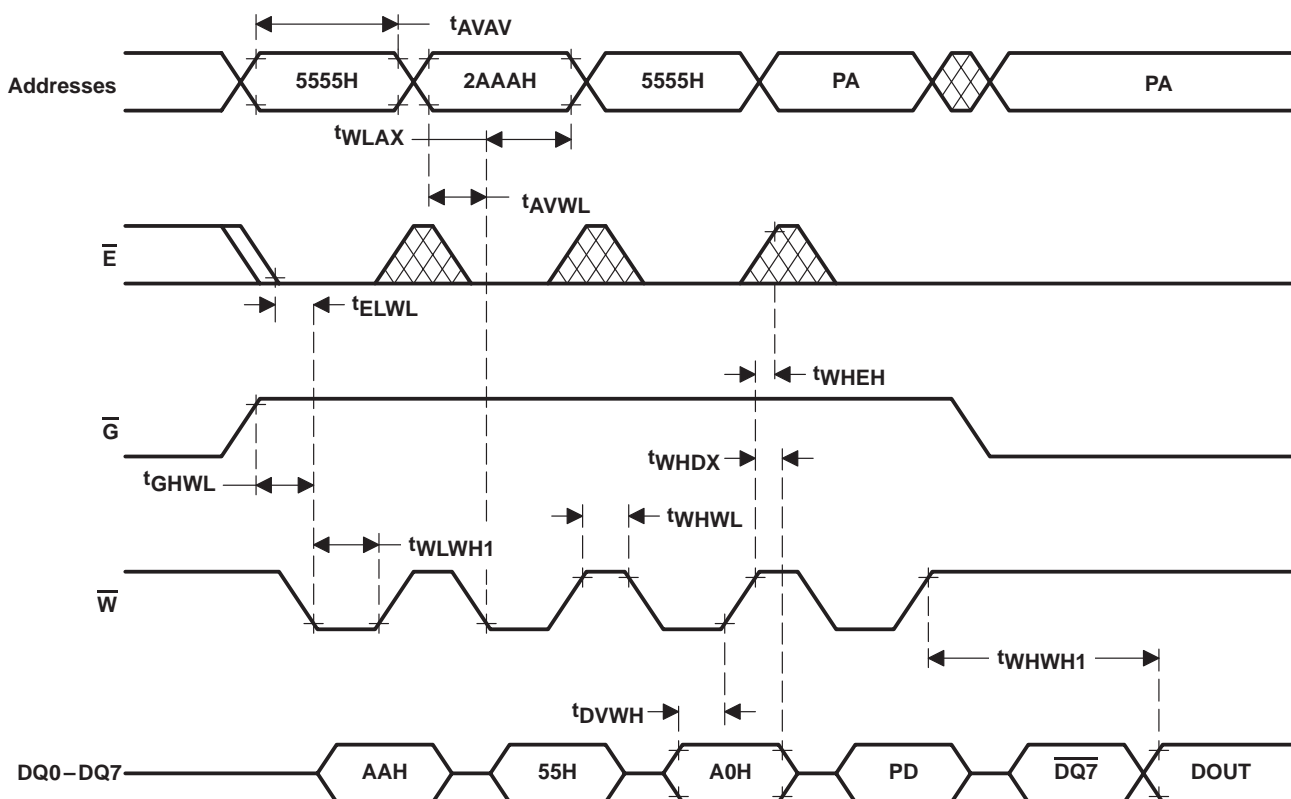 tAVAV
Addresses 5555H 2AAAH 5555H PA PA
tWLAX
tAVWL
E
tELWL
tWHEH
G
tWHDX
tGHWL
tWHWL
tWLWH1
W
tWHWH1
tDVWH
DQ0–DQ7 AAH 55H A0H PD DQ7 DOUT